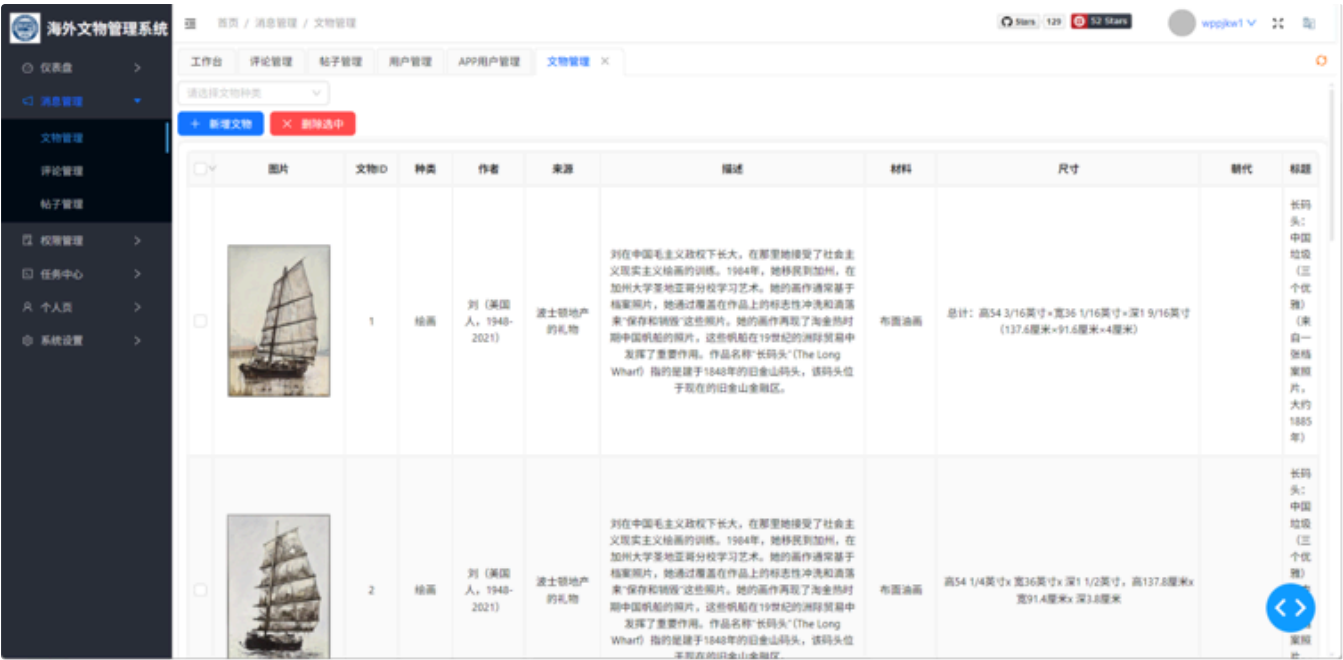 海外文物管理系统
首页 / 消息管理 / 文物管理
Stars 129 52 Stars
wppjkw1
仪表盘
消息管理
文物管理
评论管理
帖子管理
权限管理
任务中心
个人页
系统设置
工作台 评论管理 帖子管理 用户管理 APP用户管理 文物管理 ×
请选择文物种类
+ 新增文物 × 删除选中
图片 文物ID 种类 作者 来源 描述 材料 尺寸 朝代 标题
1
绘画
刘（美国
人，1948-
2021）
波士顿地产
的礼物
刘在中国毛主义政权下长大，在那里她接受了社会主
义现实主义绘画的训练。1984年，她移民到加州，在
加州大学圣地亚哥分校学习艺术。她的画作通常基于
档案照片，她通过覆盖在作品上的标志性冲洗和滴落
来"保存和销毁"这些照片。她的画作再现了淘金热时
期中国帆船的照片，这些帆船在19世纪的洲际贸易中
发挥了重要作用。作品名称"长码头"(The Long
Wharf）指的是建于1848年的旧金山码头，该码头位
于现在的旧金山金融区。
布面油画
总计：高54 3/16英寸×宽36 1/16英寸×深1 9/16英寸
（137.6厘米×91.6厘米×4厘米）
长码
头：
中国
垃圾
（三
个优
雅）
（来
自一
张档
案照
片，
大约
1885
年）
2
绘画
刘（美国
人，1948-
2021）
波士顿地产
的礼物
刘在中国毛主义政权下长大，在那里她接受了社会主
义现实主义绘画的训练。1984年，她移民到加州，在
加州大学圣地亚哥分校学习艺术。她的画作通常基于
档案照片，她通过覆盖在作品上的标志性冲洗和滴落
来"保存和销毁"这些照片。她的画作再现了淘金热时
期中国帆船的照片，这些帆船在19世纪的洲际贸易中
发挥了重要作用。作品名称"长码头"(The Long
Wharf）指的是建于1848年的旧金山码头，该码头位
于现在的旧金山金融区。
布面油画
高54 1/4英寸x 宽36英寸x 深1 1/2英寸，高137.8厘米x
宽91.4厘米x 深3.8厘米
长码
头：
中国
垃圾
（三
个优
雅）
案照